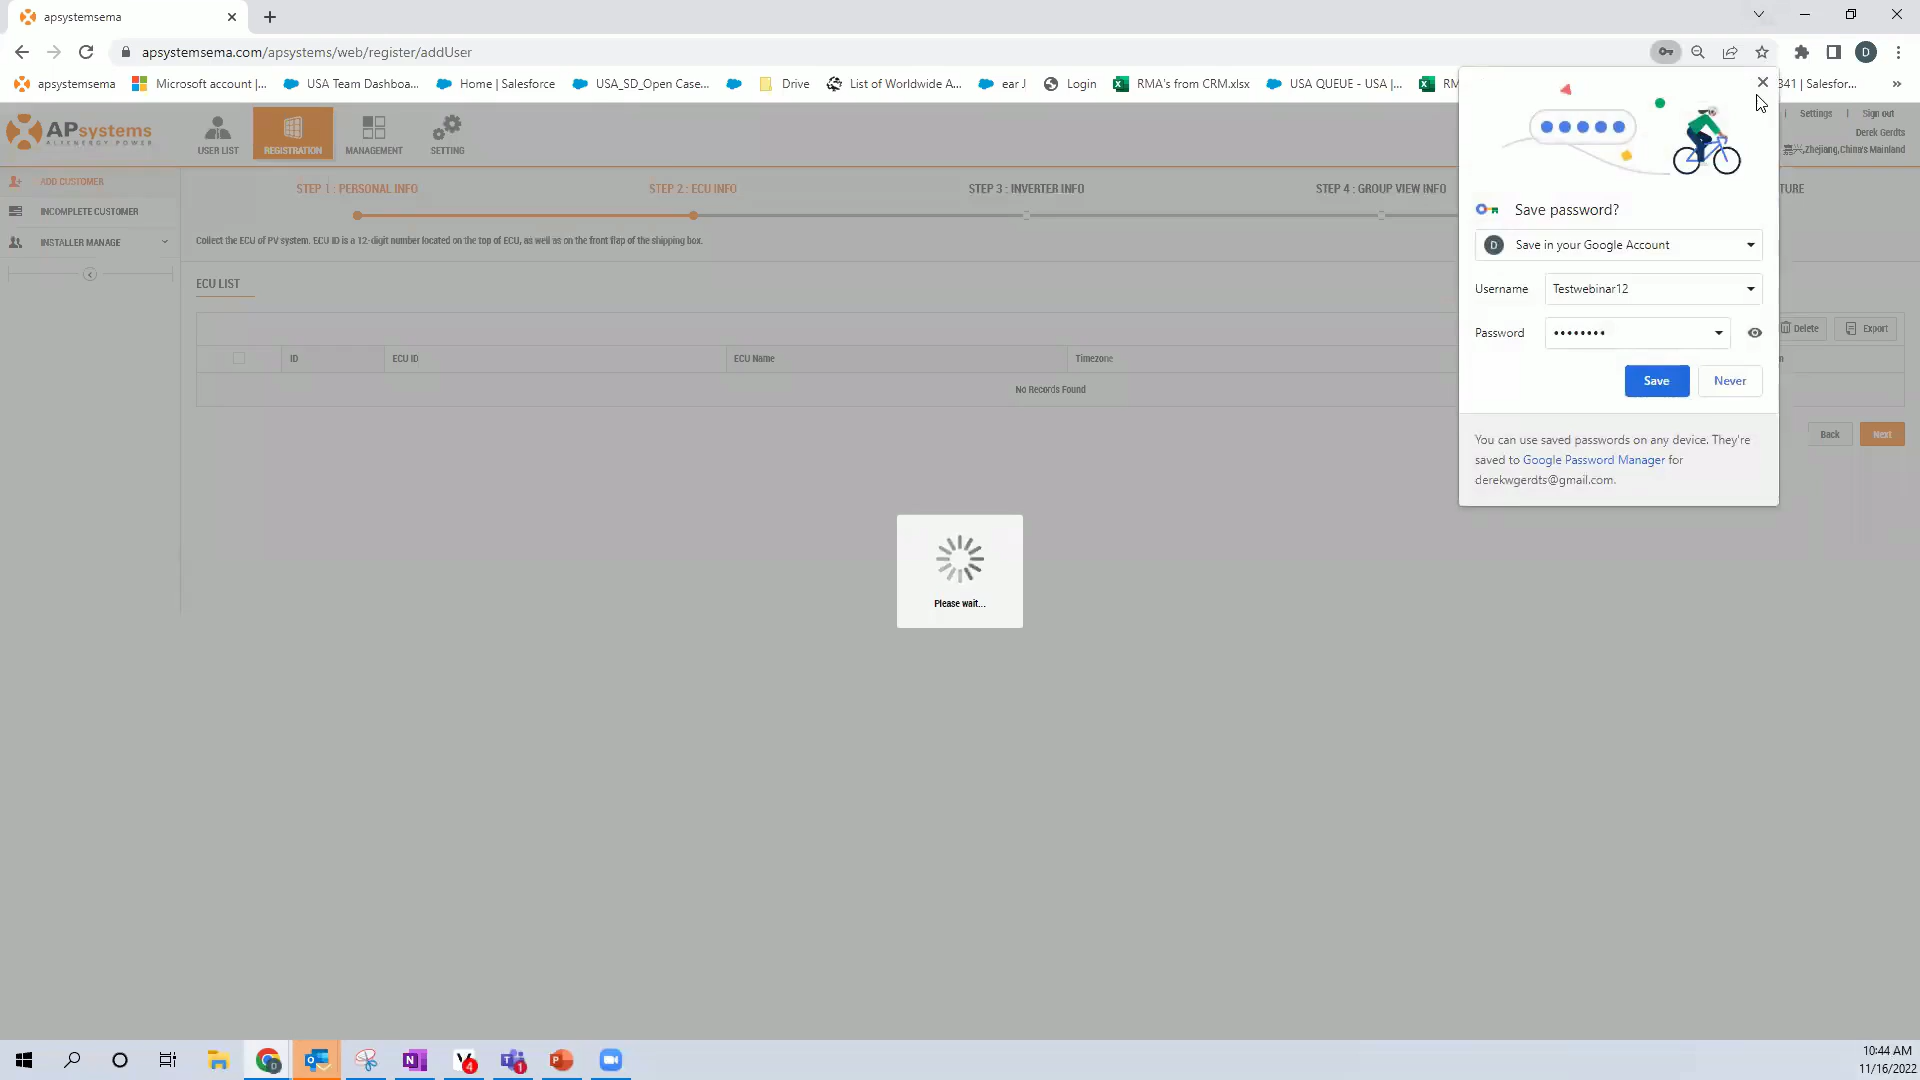 apsystemsema
apsystemsema.com/apsystems/web/register/addUser
D
apsystemsema
Microsoft account |...
USA Team Dashboa...
Home | Salesforce
USA_SD_Open Case...
Drive
List of Worldwide A...
ear J
Login
RMA's from CRM.xlsx
USA QUEUE - USA |...
RM
341 | Salesfor...
»
APsystems
ALTENERGY POWER
USER LIST
REGISTRATION
MANAGEMENT
SETTING
| Settings | Sign out
Derek Gerdts
嘉兴,Zhejiang,China's Mainland
ADD CUSTOMER
INCOMPLETE CUSTOMER
INSTALLER MANAGE
STEP 1 : PERSONAL INFO
STEP 2 : ECU INFO
STEP 3 : INVERTER INFO
STEP 4 : GROUP VIEW INFO
TURE
Collect the ECU of PV system. ECU ID is a 12-digit number located on the top of ECU, as well as on the front flap of the shipping box.
ECU LIST
Delete
Export
ID
ECU ID
ECU Name
Timezone
n
No Records Found
Back
Next
Save password?
D
Save in your Google Account
Username
Testwebinar12
Password
••••••••
Save
Never
You can use saved passwords on any device. They're
saved to Google Password Manager for
derekwgerdts@gmail.com.
Please wait...
4
1
10:44 AM
11/16/2022